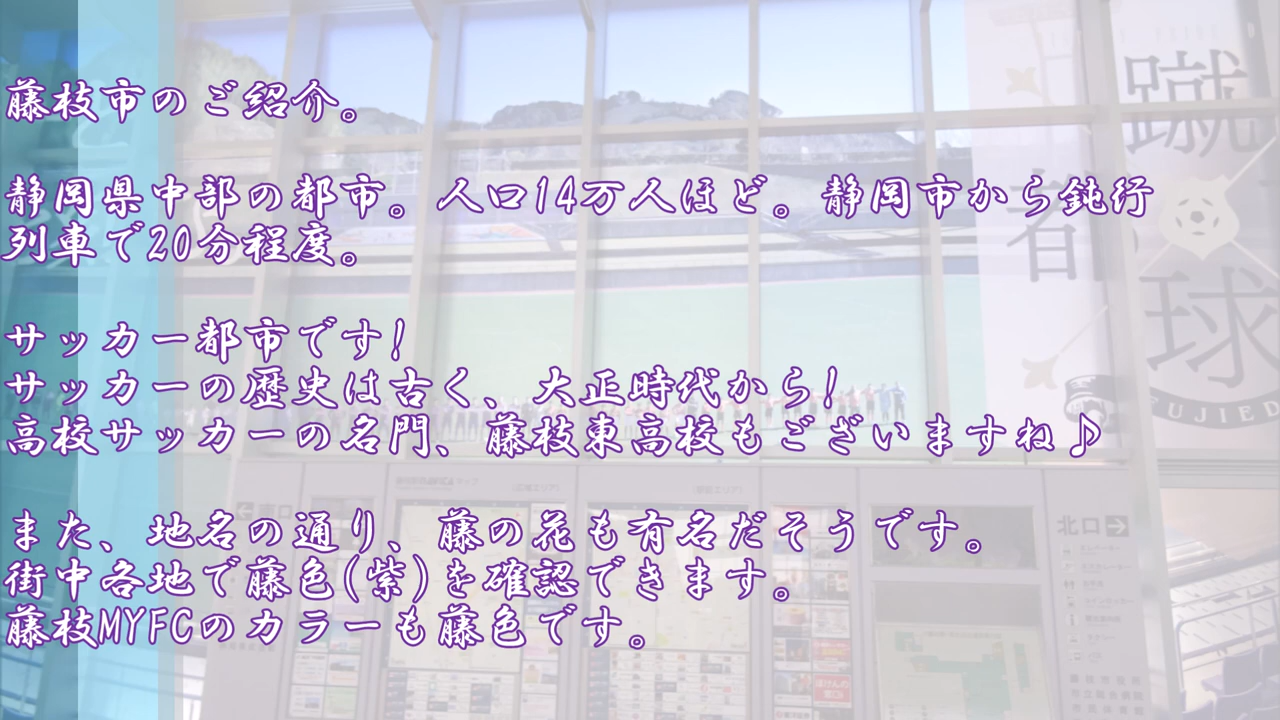 藤枝市のご紹介。
静岡県中部の都市。人口14万人ほど。静岡市から鈍行
列車で20分程度。
サッカー都市です!
サッカーの歴史は古く、大正時代から!
高校サッカーの名門、藤枝東高校もございますね♪
また、地名の通り、藤の花も有名だそうです。
街中各地で藤色(紫)を確認できます。
藤枝MYFCのカラーも藤色です。
蹴
球
都
FUJIED
北口